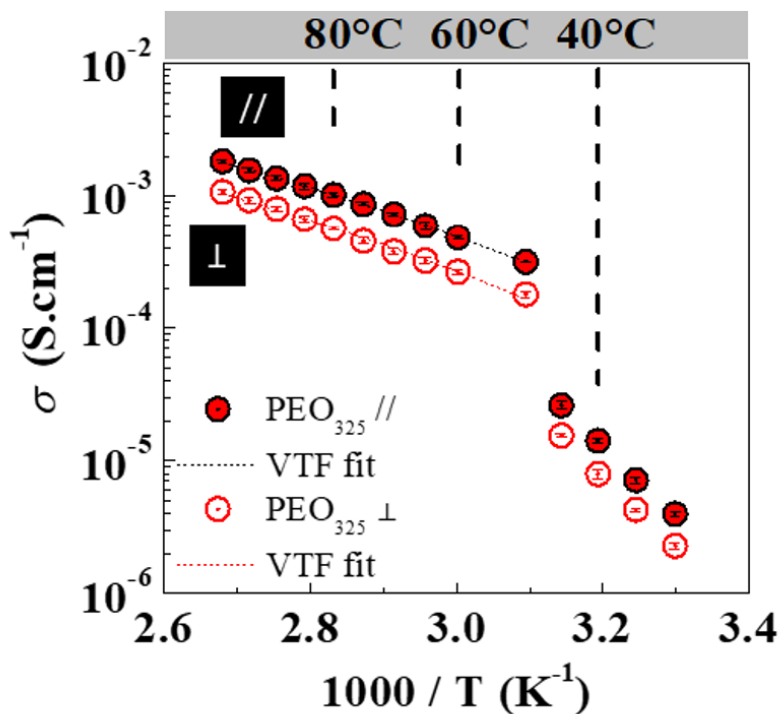 80°C 60°C 40°C
10⁻²
//
10⁻³
⊥
10⁻⁴
σ (S.cm⁻¹)
PEO₃₂₅ //
VTF fit
10⁻⁵
PEO₃₂₅ ⊥
VTF fit
10⁻⁶
2.6 2.8 3.0 3.2 3.4
1000 / T (K⁻¹)